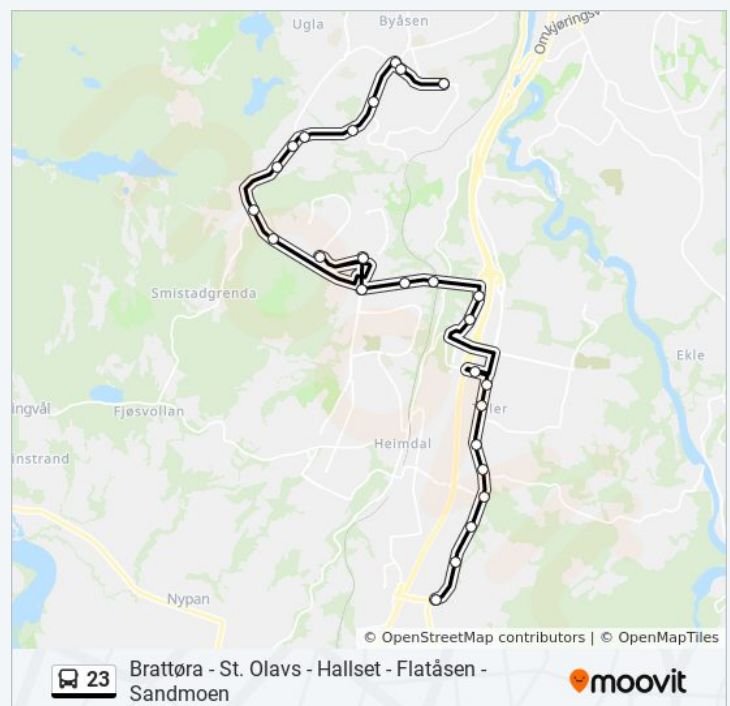 Ugla
Byåsen
Omkjøringsv
Smistadgrenda
Ekle
ingvål
Fjøsvollan
ler
Heimdal
instrand
Nypan
© OpenStreetMap contributors | © OpenMapTiles
23
Brattøra - St. Olavs - Hallset - Flatåsen -
Sandmoen
moovit